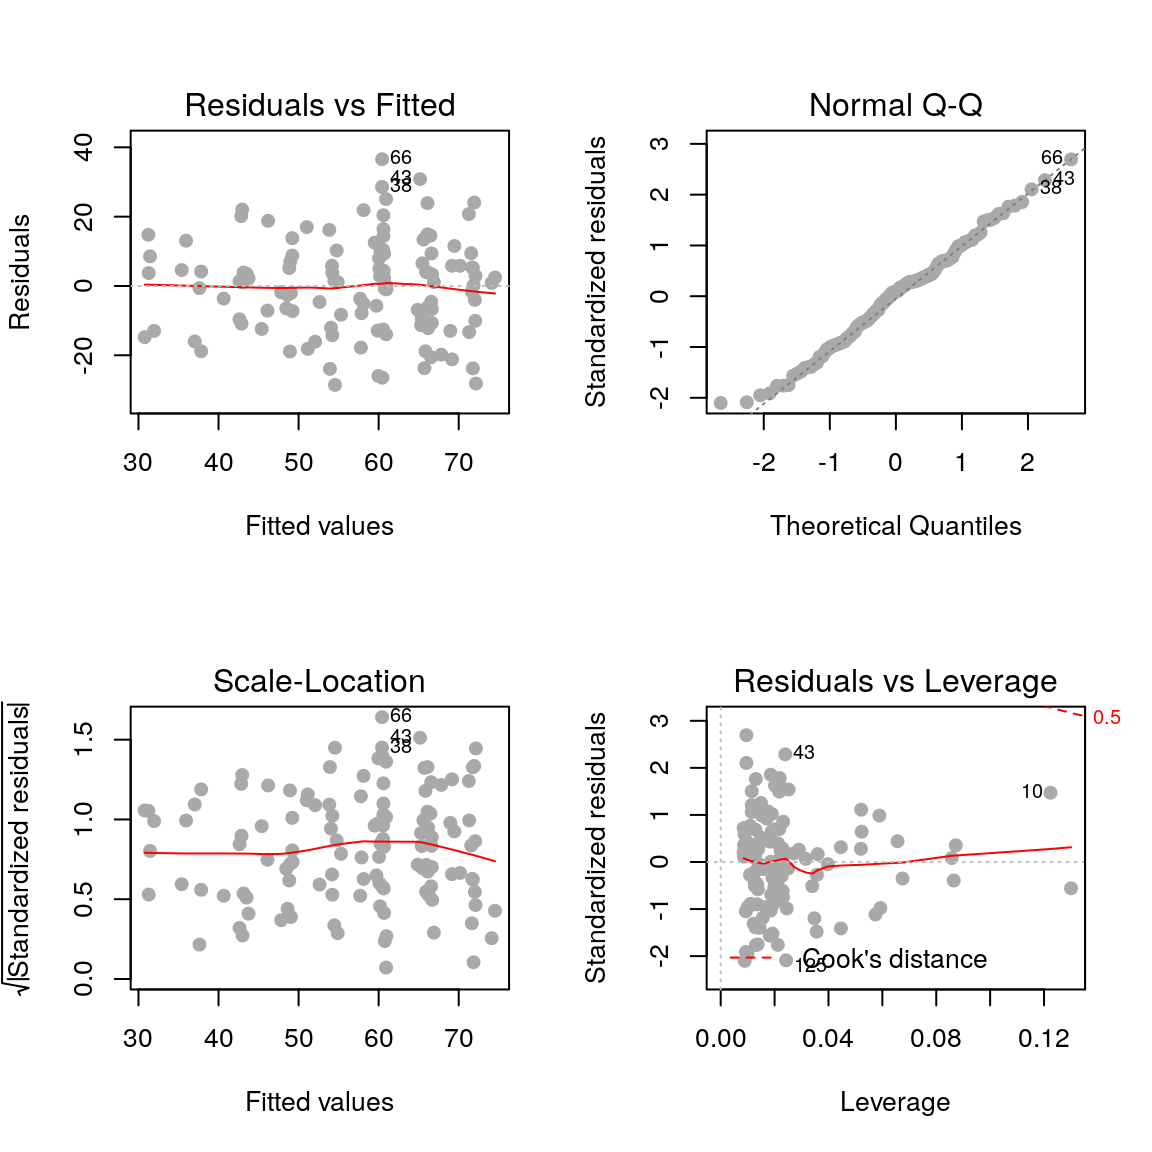 Residuals vs Fitted
Residuals
40
20
0
-20
66
43
38
30 40 50 60 70
Fitted values
Normal Q-Q
Standardized residuals
3
2
1
0
-1
-2
66
43
38
-2 -1 0 1 2
Theoretical Quantiles
Scale-Location
√|Standardized residuals|
1.5
1.0
0.5
0.0
66
43
38
30 40 50 60 70
Fitted values
Residuals vs Leverage
Standardized residuals
3
2
1
0
-1
-2
0.5
43
10
125
Cook's distance
0.00 0.04 0.08 0.12
Leverage